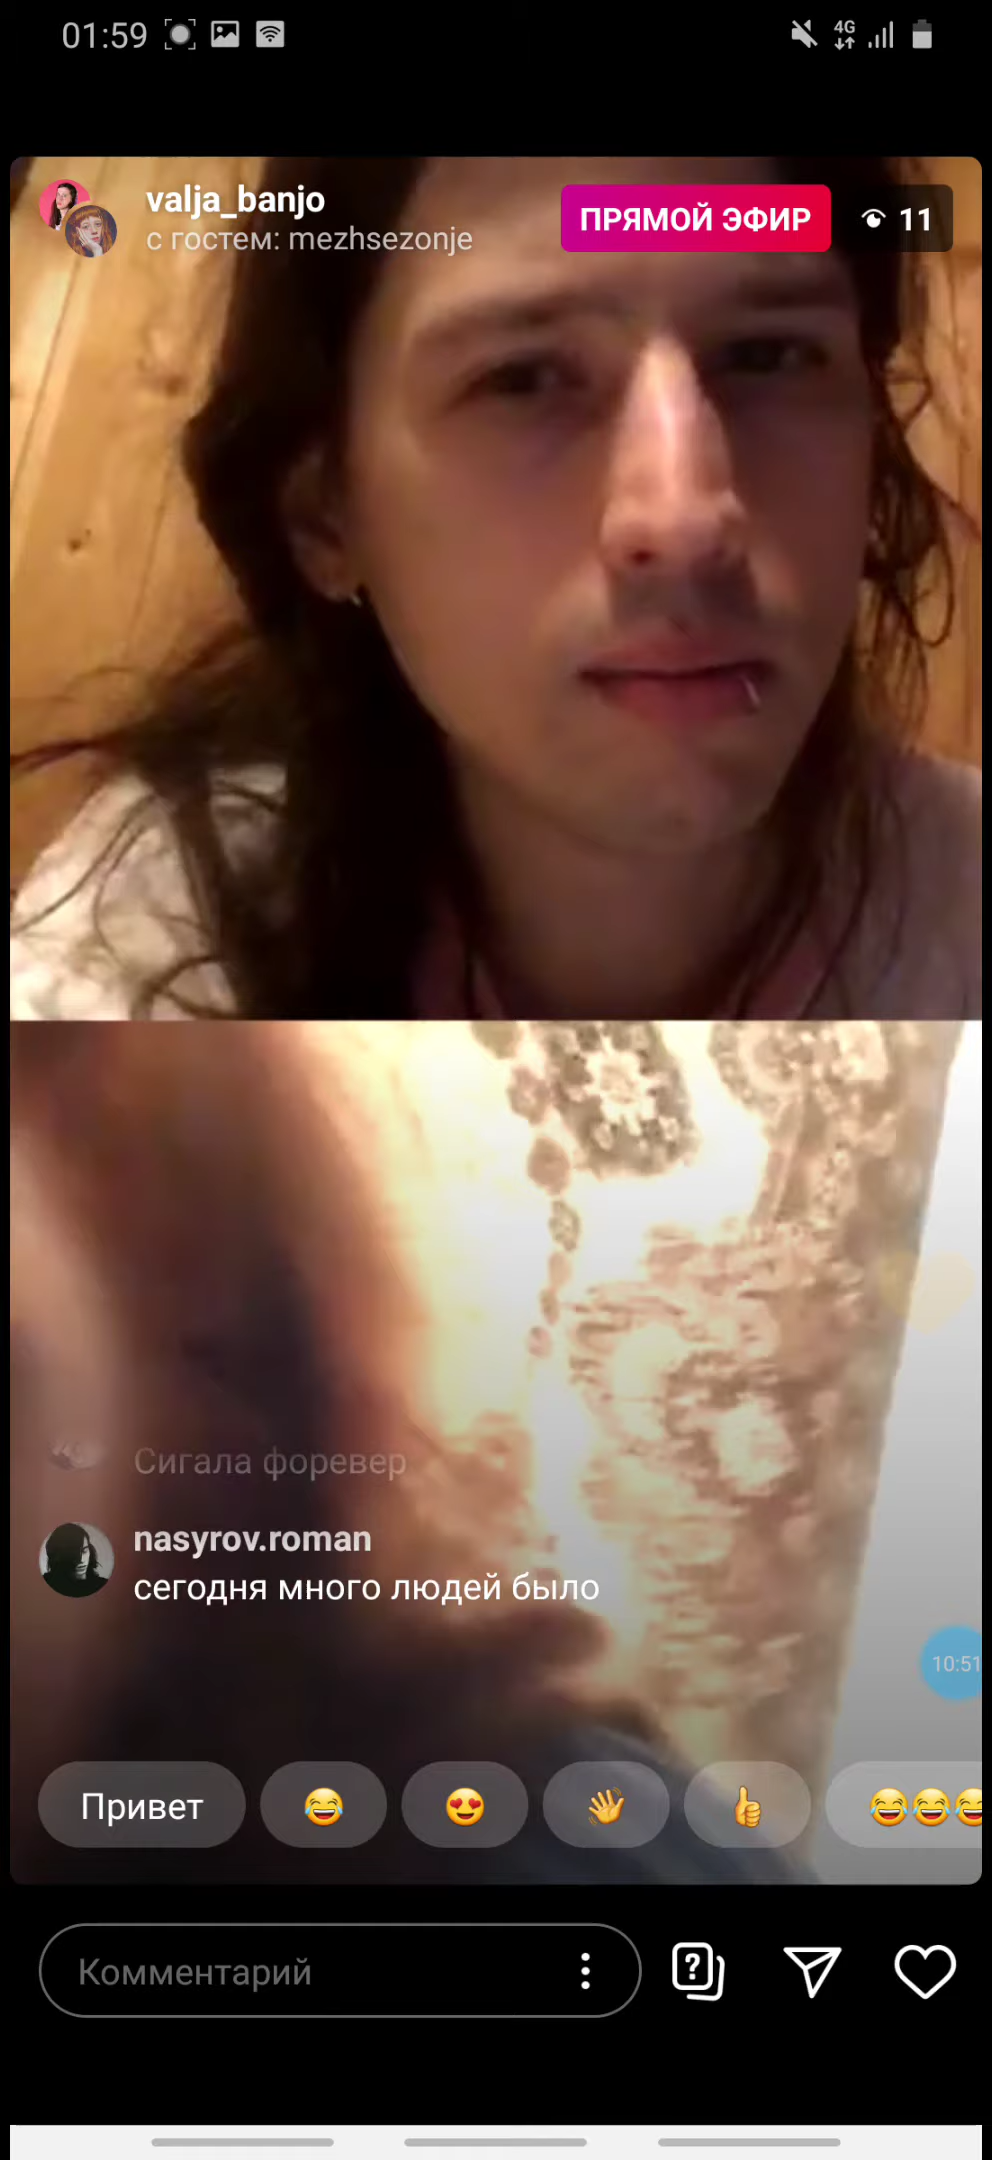 01:59
4G
valja_banjo
с гостем: mezhsezonje
ПРЯМОЙ ЭФИР
11
Сигала форевер
nasyrov.roman
сегодня много людей было
10:51
Привет
Комментарий